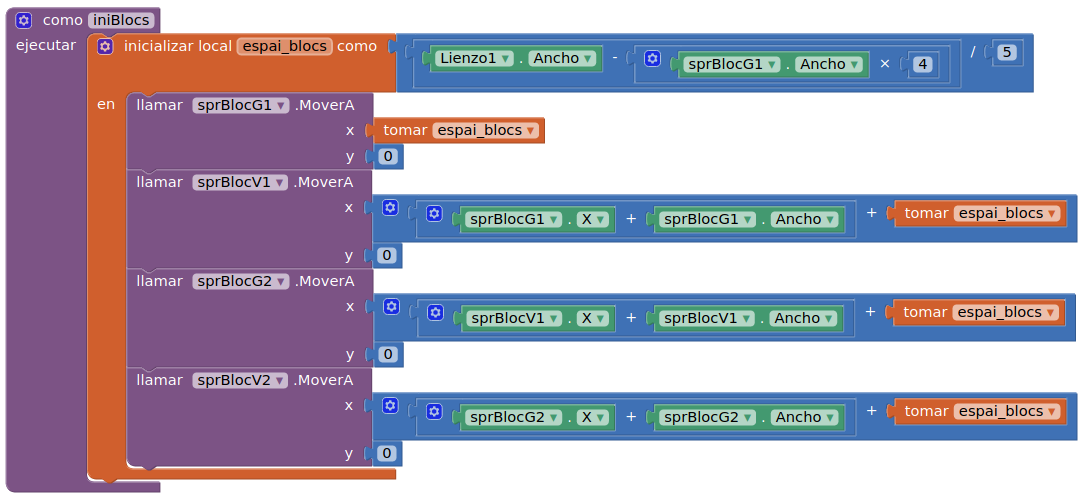 como iniBlocs
ejecutar inicializar local espai_blocs como Lienzo1 . Ancho - sprBlocG1 . Ancho × 4 / 5
en llamar sprBlocG1 .MoverA
x tomar espai_blocs
y 0
llamar sprBlocV1 .MoverA
x sprBlocG1 . X + sprBlocG1 . Ancho + tomar espai_blocs
y 0
llamar sprBlocG2 .MoverA
x sprBlocV1 . X + sprBlocV1 . Ancho + tomar espai_blocs
y 0
llamar sprBlocV2 .MoverA
x sprBlocG2 . X + sprBlocG2 . Ancho + tomar espai_blocs
y 0